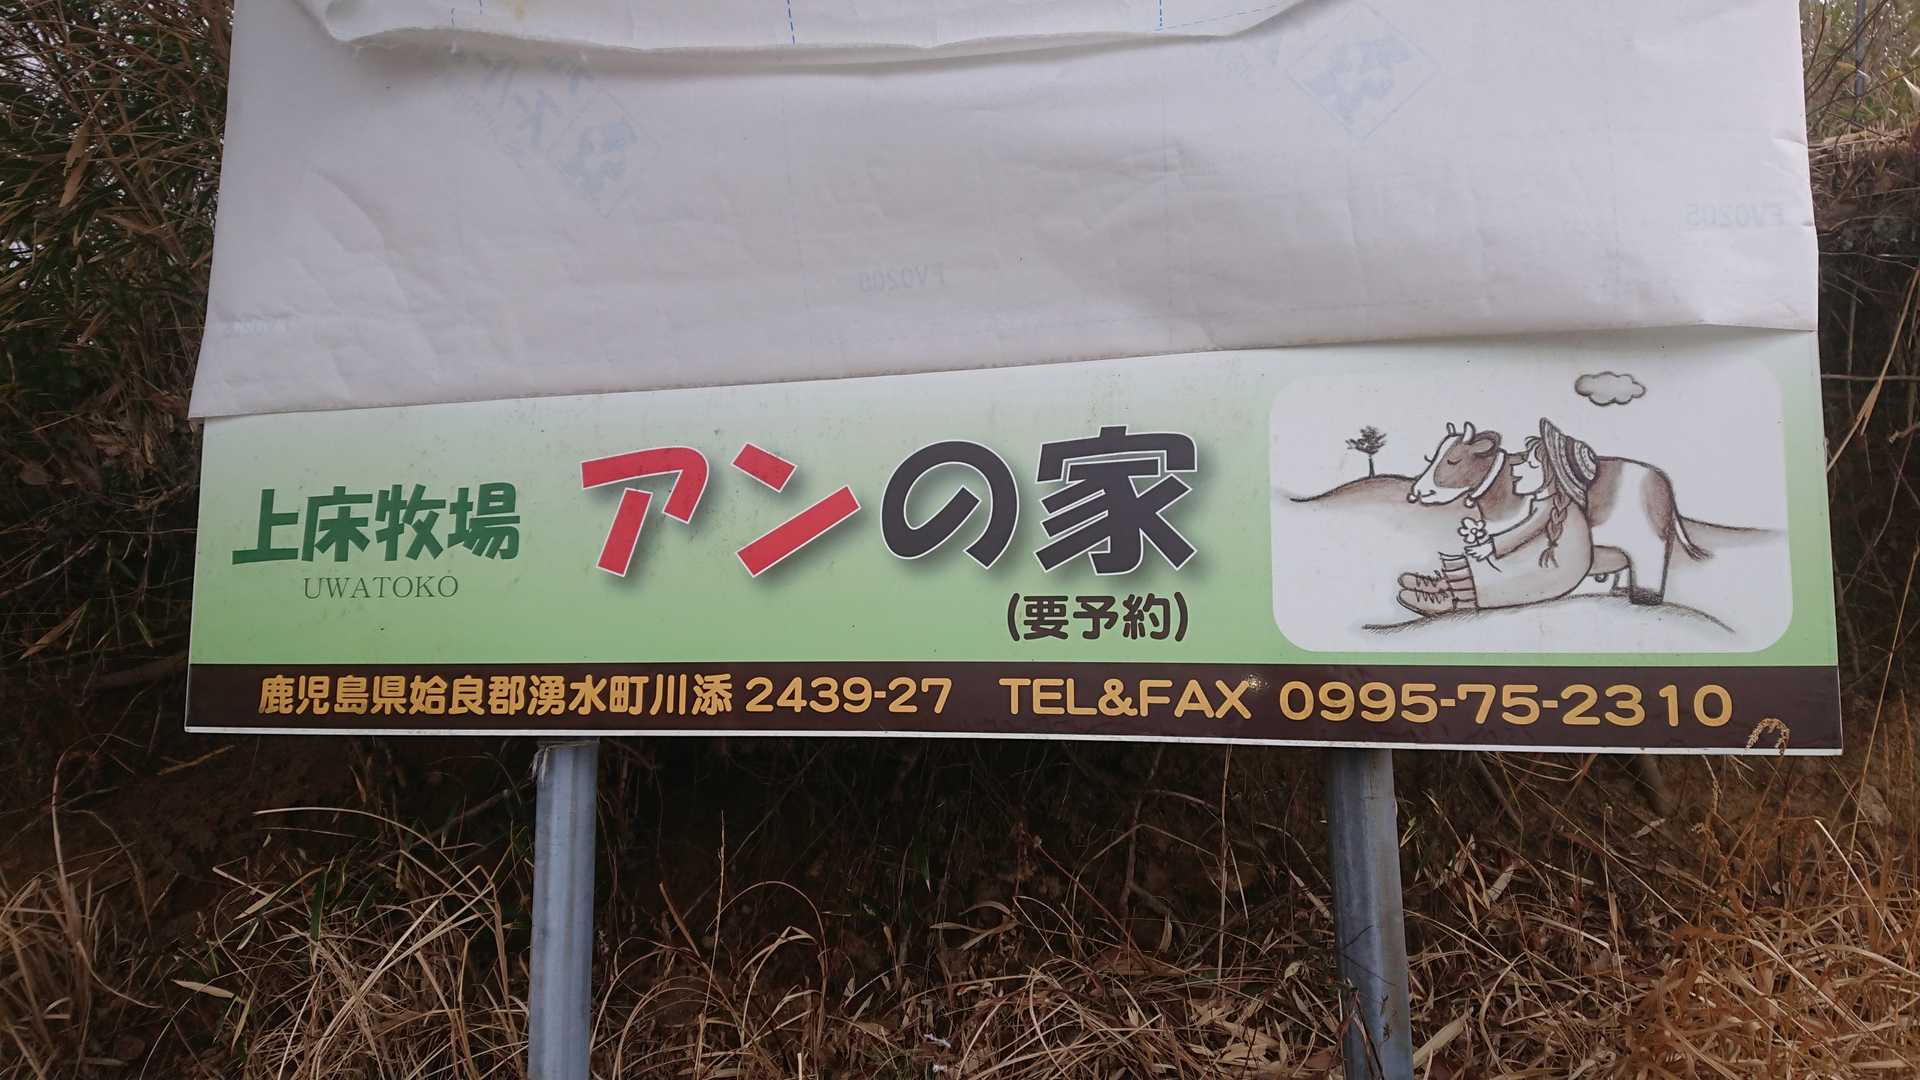 上床牧場
UWATOKO
アンの家
(要予約)
鹿児島県姶良郡湧水町川添 2439-27 TEL&FAX 0995-75-2310